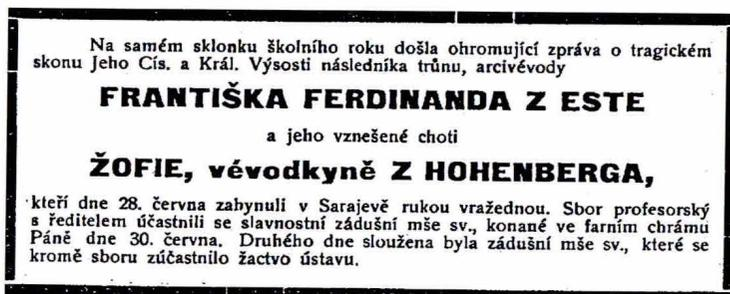 Na samém sklonku školního roku došla ohromující zpráva o tragickém
skonu Jeho Cís. a Král. Výsosti následníka trůnu, arcivévody
FRANTIŠKA FERDINANDA Z ESTE
a jeho vznešené choti
ŽOFIE, vévodkyně Z HOHENBERGA,
kteří dne 28. června zahynuli v Sarajevě rukou vražednou. Sbor profesorský
s ředitelem účastnili se slavnostní zádušní mše sv., konané ve farním chrámu
Páně dne 30. června. Druhého dne sloužena byla zádušní mše sv., které se
kromě sboru zúčastnilo žactvo ústavu.